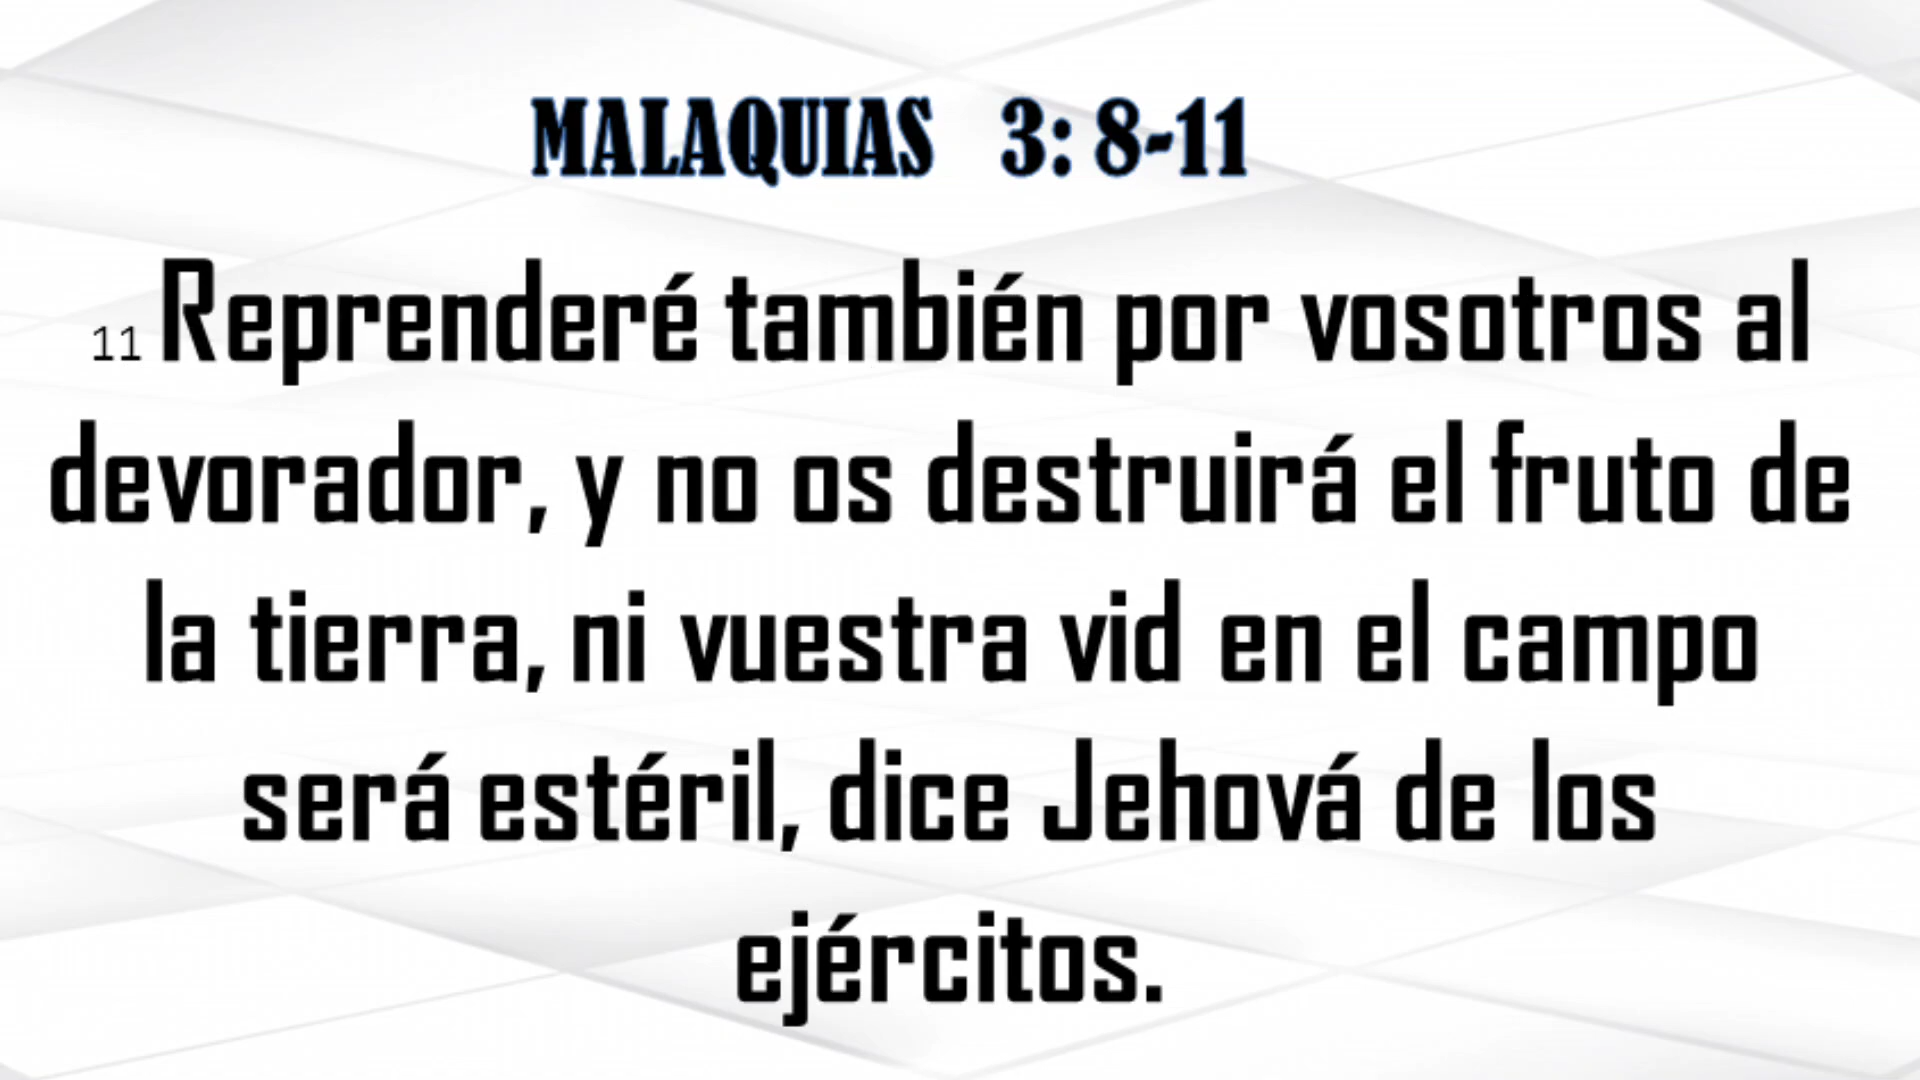 MALAQUIAS 3: 8-11
11 Reprenderé también por vosotros al
devorador, y no os destruirá el fruto de
la tierra, ni vuestra vid en el campo
será estéril, dice Jehová de los
ejércitos.